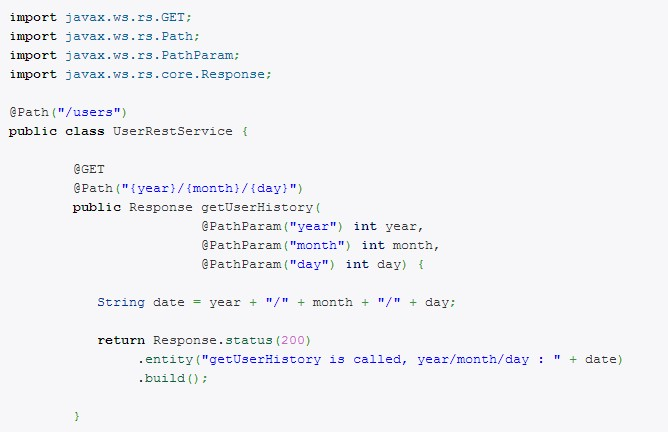 import javax.ws.rs.GET;
import javax.ws.rs.Path;
import javax.ws.rs.PathParam;
import javax.ws.rs.core.Response;
@Path("/users")
public class UserRestService {
@GET
@Path("{year}/{month}/{day}")
public Response getUserHistory(
@PathParam("year") int year,
@PathParam("month") int month,
@PathParam("day") int day) {
String date = year + "/" + month + "/" + day;
return Response.status(200)
.entity("getUserHistory is called, year/month/day : " + date)
.build();
}